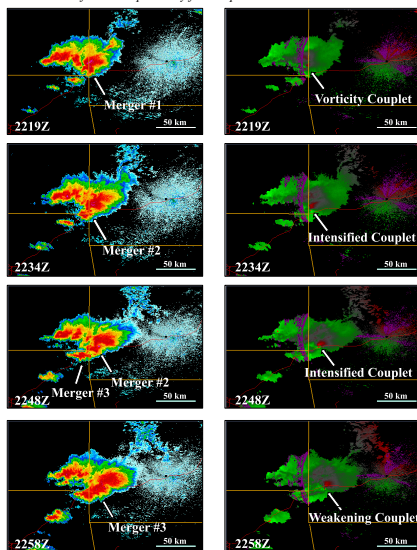 Merger #1
2219Z
50 km
Vorticity Couplet
2219Z
50 km
Merger #2
2234Z
50 km
Intensified Couplet
2234Z
50 km
Merger #2
Merger #3
2248Z
50 km
Intensified Couplet
2248Z
50 km
Merger #3
2258Z
50 km
Weakening Couplet
2258Z
50 km